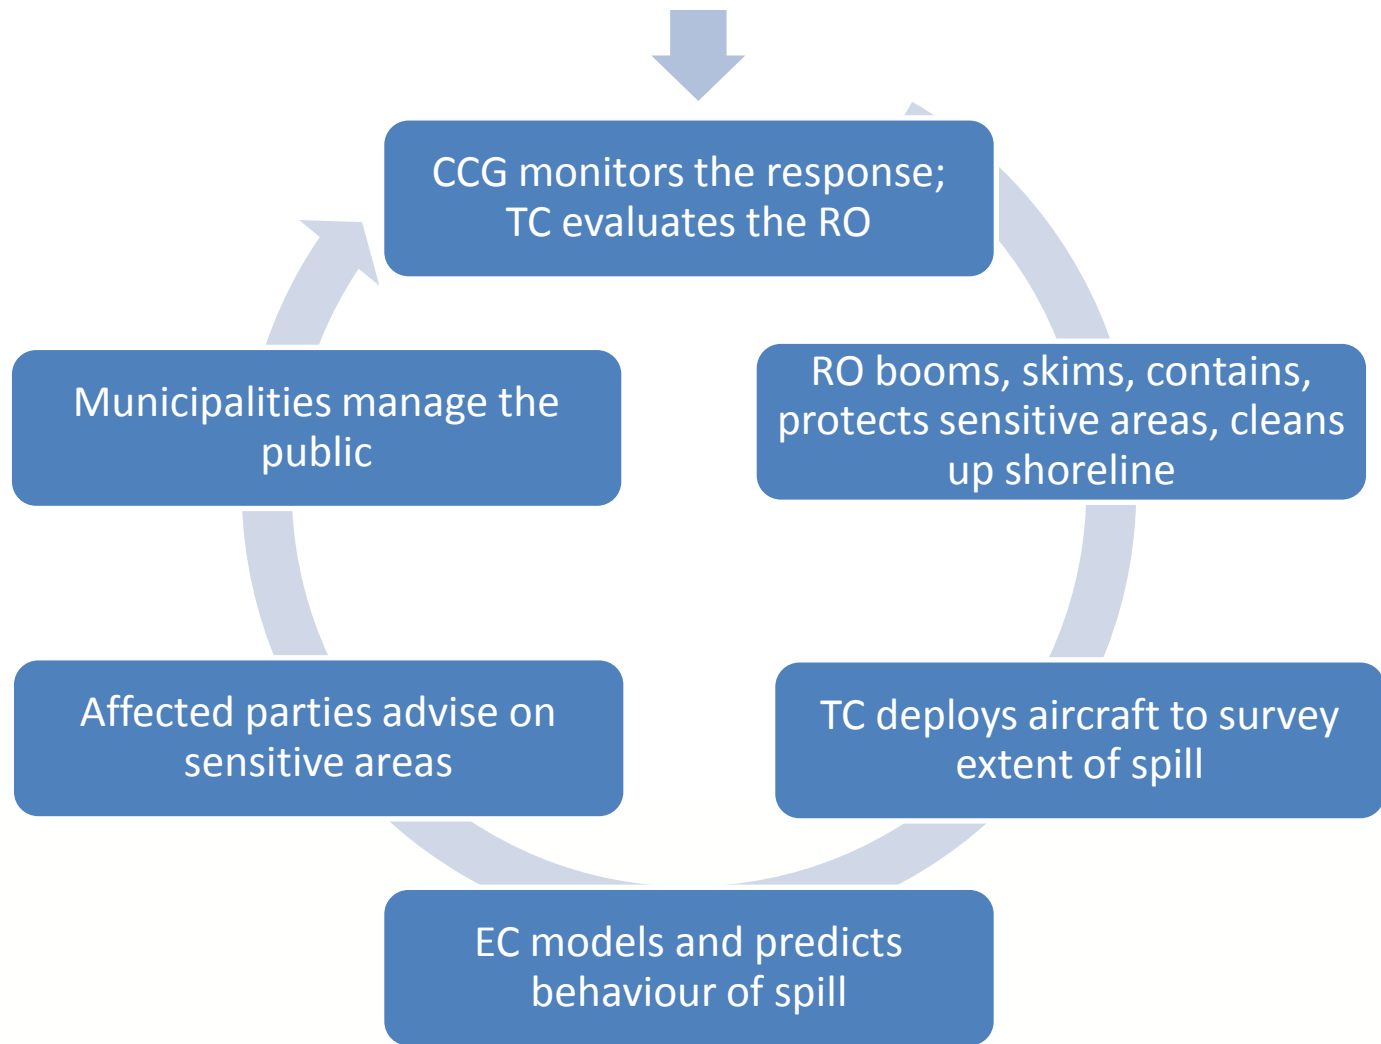 CCG monitors the response;
TC evaluates the RO
RO booms, skims, contains,
protects sensitive areas, cleans
up shoreline
TC deploys aircraft to survey
extent of spill
EC models and predicts
behaviour of spill
Affected parties advise on
sensitive areas
Municipalities manage the
public